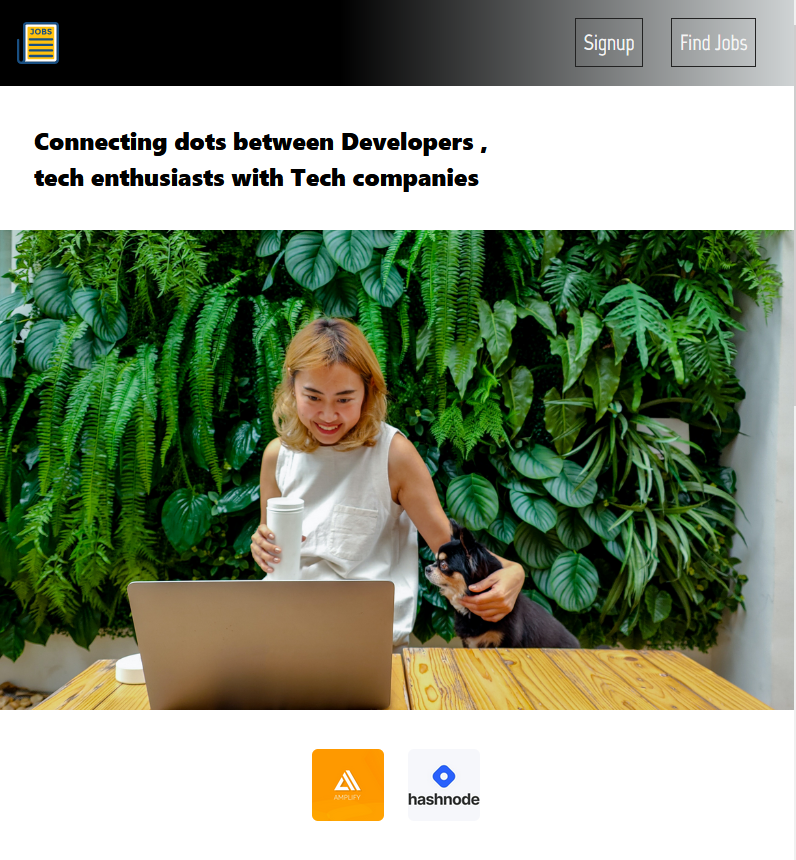 JOBS
Signup
Find Jobs
Connecting dots between Developers ,
tech enthusiasts with Tech companies
AMPLIFY
hashnode